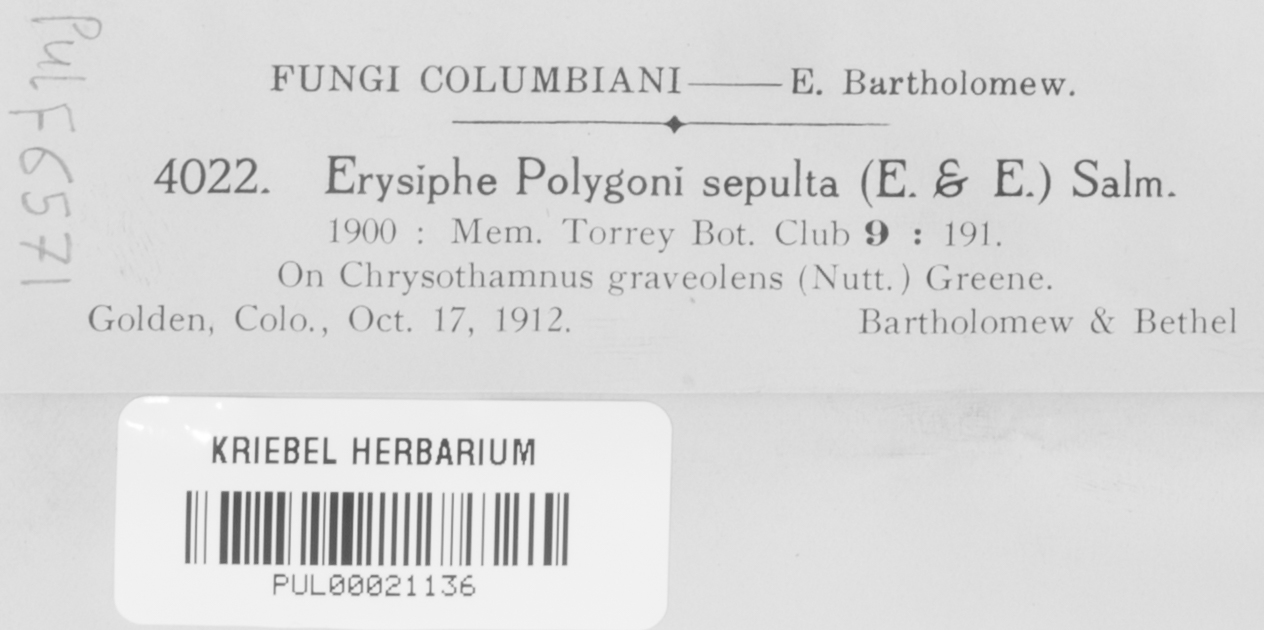 Pul F6571
FUNGI COLUMBIANI — E. Bartholomew.
4022. Erysiphe Polygoni sepulta (E. & E.) Salm.
1900 : Mem. Torrey Bot. Club 9 : 191.
On Chrysothamnus graveolens (Nutt.) Greene.
Golden, Colo., Oct. 17, 1912. Bartholomew & Bethel
KRIEBEL HERBARIUM
PUL00021136